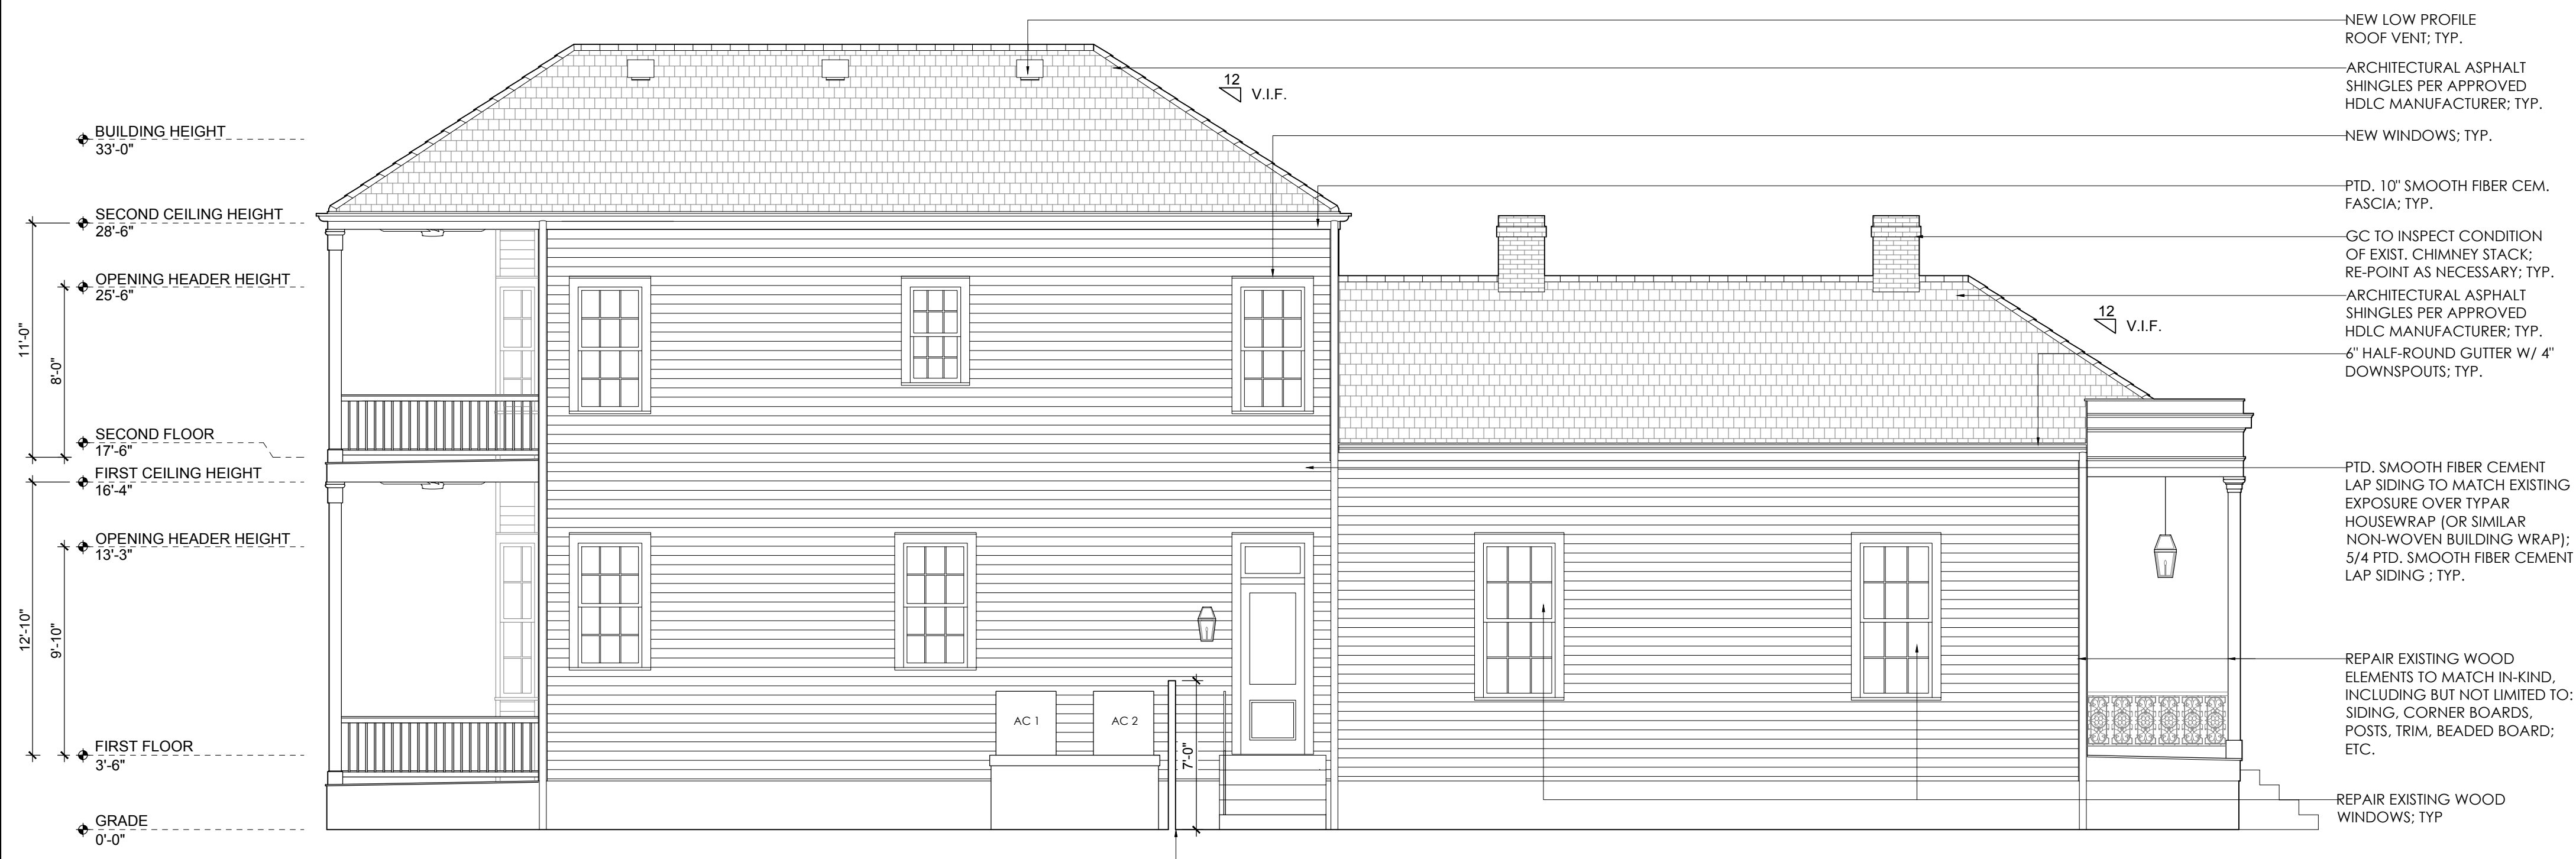 BUILDING HEIGHT
33'-0"
SECOND CEILING HEIGHT
28'-6"
OPENING HEADER HEIGHT
25'-6"
11'-0"
8'-0"
SECOND FLOOR
17'-6"
FIRST CEILING HEIGHT
16'-4"
OPENING HEADER HEIGHT
13'-3"
12'-10"
9'-10"
FIRST FLOOR
3'-6"
GRADE
0'-0"
12
V.I.F.
12
V.I.F.
AC 1
AC 2
7'-0"
NEW LOW PROFILE
ROOF VENT; TYP.
ARCHITECTURAL ASPHALT
SHINGLES PER APPROVED
HDLC MANUFACTURER; TYP.
NEW WINDOWS; TYP.
PTD. 10" SMOOTH FIBER CEM.
FASCIA; TYP.
GC TO INSPECT CONDITION
OF EXIST. CHIMNEY STACK;
RE-POINT AS NECESSARY; TYP.
ARCHITECTURAL ASPHALT
SHINGLES PER APPROVED
HDLC MANUFACTURER; TYP.
6" HALF-ROUND GUTTER W/ 4"
DOWNSPOUTS; TYP.
PTD. SMOOTH FIBER CEMENT
LAP SIDING TO MATCH EXISTING
EXPOSURE OVER TYPAR
HOUSEWRAP (OR SIMILAR
NON-WOVEN BUILDING WRAP);
5/4 PTD. SMOOTH FIBER CEMENT
LAP SIDING ; TYP.
REPAIR EXISTING WOOD
ELEMENTS TO MATCH IN-KIND,
INCLUDING BUT NOT LIMITED TO:
SIDING, CORNER BOARDS,
POSTS, TRIM, BEADED BOARD;
ETC.
REPAIR EXISTING WOOD
WINDOWS; TYP